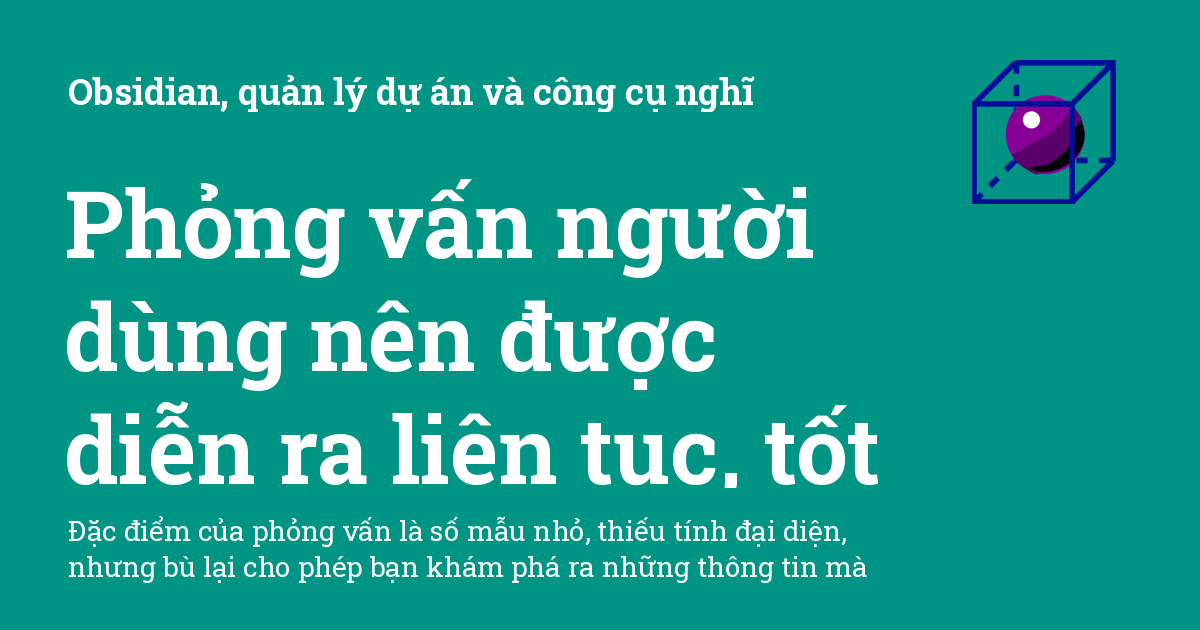 Obsidian, quản lý dự án và công cụ nghĩ
Phỏng vấn người
dùng nên được
diễn ra liên tuc, tốt
Đặc điểm của phỏng vấn là số mẫu nhỏ, thiếu tính đại diện,
nhưng bù lại cho phép bạn khám phá ra những thông tin mà